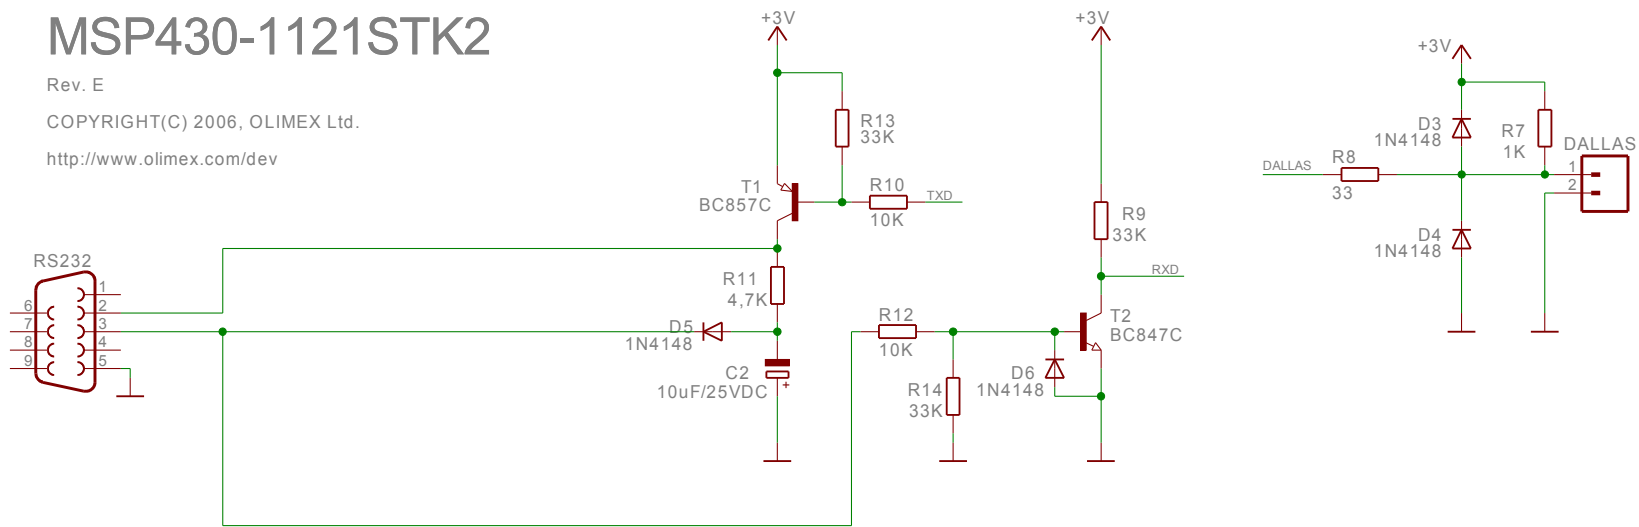 MSP430-1121STK2
Rev. E
COPYRIGHT(C) 2006, OLIMEX Ltd.
http://www.olimex.com/dev
+3V
+3V
+3V
R13
33K
T1
BC857C
R10
10K
TXD
R9
33K
RXD
D3
1N4148
R7
1K
DALLAS
1
2
DALLAS
R8
33
D4
1N4148
RS232
1
2
3
4
5
6
7
8
9
R11
4,7K
D5
1N4148
C2
10uF/25VDC
+
R12
10K
R14
33K
D6
1N4148
T2
BC847C